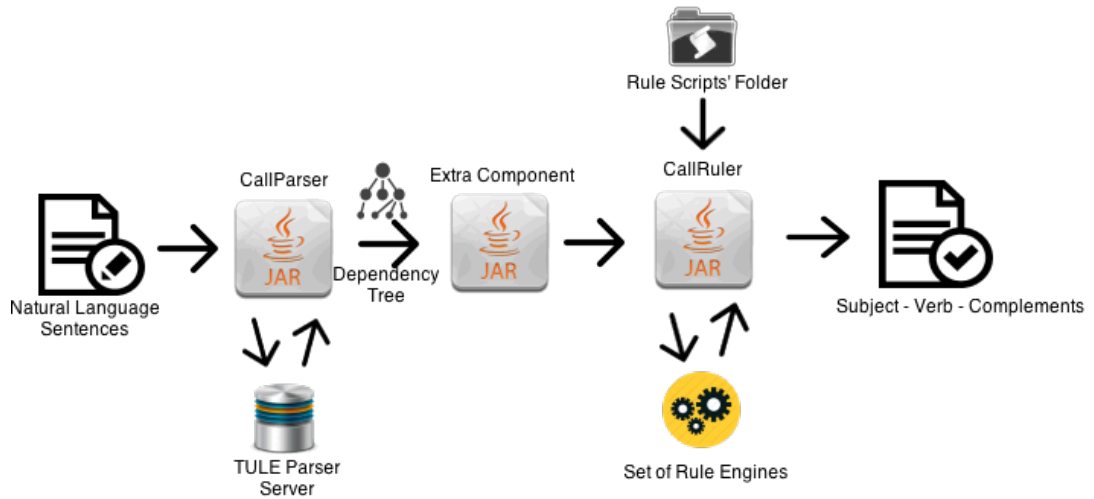 Rule Scripts' Folder
CallParser
Extra Component
CallRuler
JAR
JAR
JAR
Dependency
Tree
Natural Language
Sentences
Subject - Verb - Complements
TULE Parser
Server
Set of Rule Engines